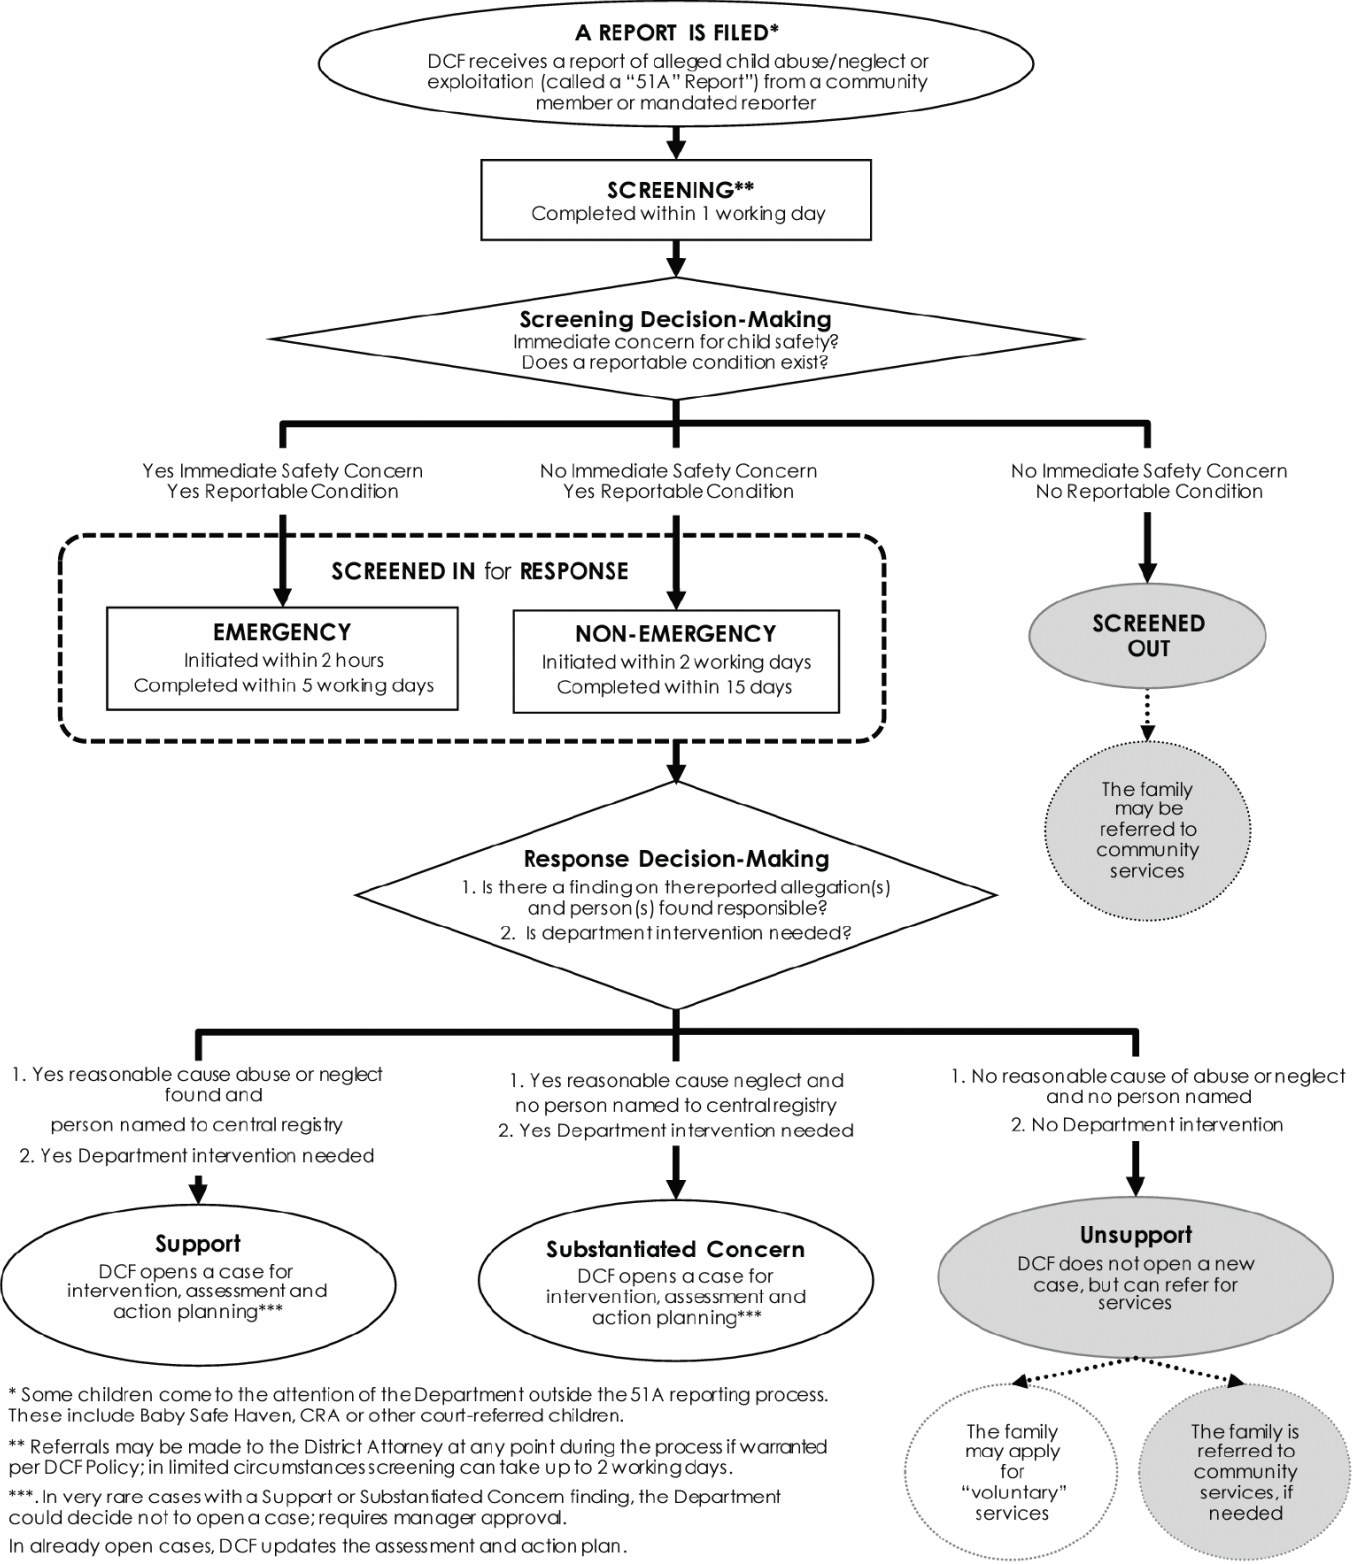 A REPORT IS FILED*
DCF receives a report of alleged child abuse/neglect or
exploitation (called a “51A” Report”) from a community
member or mandated reporter
SCREENING**
Completed within 1 working day
Screening Decision-Making
Immediate concern for child safety?
Does a reportable condition exist?
Yes Immediate Safety Concern
Yes Reportable Condition
No Immediate Safety Concern
Yes Reportable Condition
No Immediate Safety Concern
No Reportable Condition
SCREENED IN for RESPONSE
EMERGENCY
Initiated within 2 hours
Completed within 5 working days
NON-EMERGENCY
Initiated within 2 working days
Completed within 15 days
SCREENED
OUT
The family
may be
referred to
community
services
Response Decision-Making
1. Is there a finding on the reported allegation(s)
and person(s) found responsible?
2. Is department intervention needed?
1. Yes reasonable cause abuse or neglect
found and
person named to central registry
2. Yes Department intervention needed
1. Yes reasonable cause neglect and
no person named to central registry
2. Yes Department intervention needed
1. No reasonable cause of abuse or neglect
and no person named
2. No Department intervention
Support
DCF opens a case for
intervention, assessment and
action planning***
Substantiated Concern
DCF opens a case for
intervention, assessment and
action planning***
Unsupport
DCF does not open a new
case, but can refer for
services
The family
may apply
for
“voluntary”
services
The family is
referred to
community
services, if
needed
* Some children come to the attention of the Department outside the 51A reporting process.
These include Baby Safe Haven, CRA or other court-referred children.
** Referrals may be made to the District Attorney at any point during the process if warranted
per DCF Policy; in limited circumstances screening can take up to 2 working days.
***. In very rare cases with a Support or Substantiated Concern finding, the Department
could decide not to open a case; requires manager approval.
In already open cases, DCF updates the assessment and action plan.